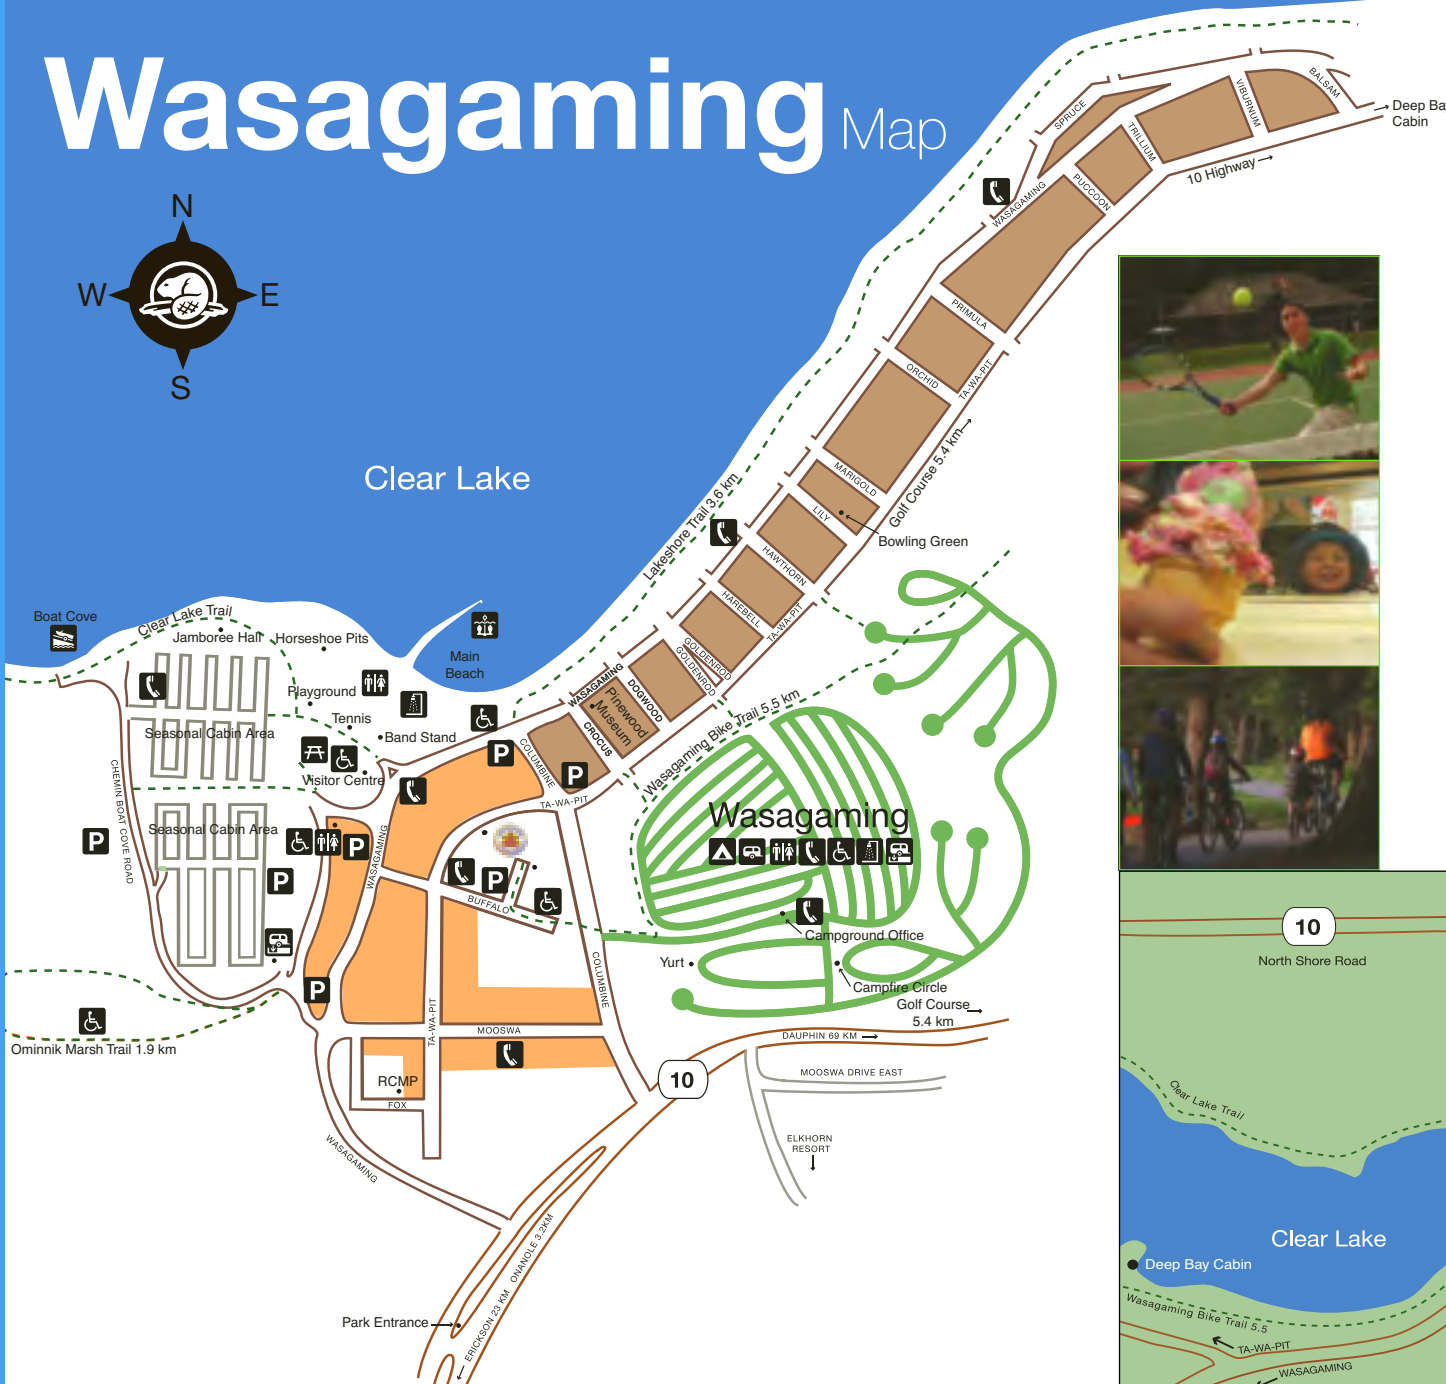 Wasagaming Map
N
W E
S
Clear Lake
SPRUCE
TRILLIUM
VIBURNUM
BALSAM
Deep Ba
Cabin
10 Highway
PUCCOON
WASAGAMING
PRIMULA
ORCHID
TA-WA-PIT
Golf Course 5.4 km
MARIGOLD
LILY
Bowling Green
HAWTHORN
HAREBELL
TA-WA-PIT
GOLDENROD
GOLDENROD
Lakeshore Trail 3.6 km
DOGWOOD
WASAGAMING
Pinewood
Museum
CROCUS
COLUMBINE
P
P
TA-WA-PIT
Wasagaming Bike Trail 5.5 km
Boat Cove
Clear Lake Trail
Jamboree Hall
Horseshoe Pits
Main
Beach
Playground
Tennis
Band Stand
Seasonal Cabin Area
Visitor Centre
CHEMIN BOAT COVE ROAD
Seasonal Cabin Area
P
P
P
P
P
WASAGAMING
BUFFALO
Wasagaming
Campground Office
Yurt
Campfire Circle
Golf Course
5.4 km
COLUMBINE
TA-WA-PIT
MOOSWA
DAUPHIN 69 KM
Ominnik Marsh Trail 1.9 km
RCMP
FOX
10
MOOSWA DRIVE EAST
ELKHORN
RESORT
WASAGAMING
ONANOLE 3.2KM
ERICKSON 23 KM
Park Entrance
10
North Shore Road
Clear Lake Trail
Clear Lake
Deep Bay Cabin
Wasagaming Bike Trail 5.5
TA-WA-PIT
WASAGAMING